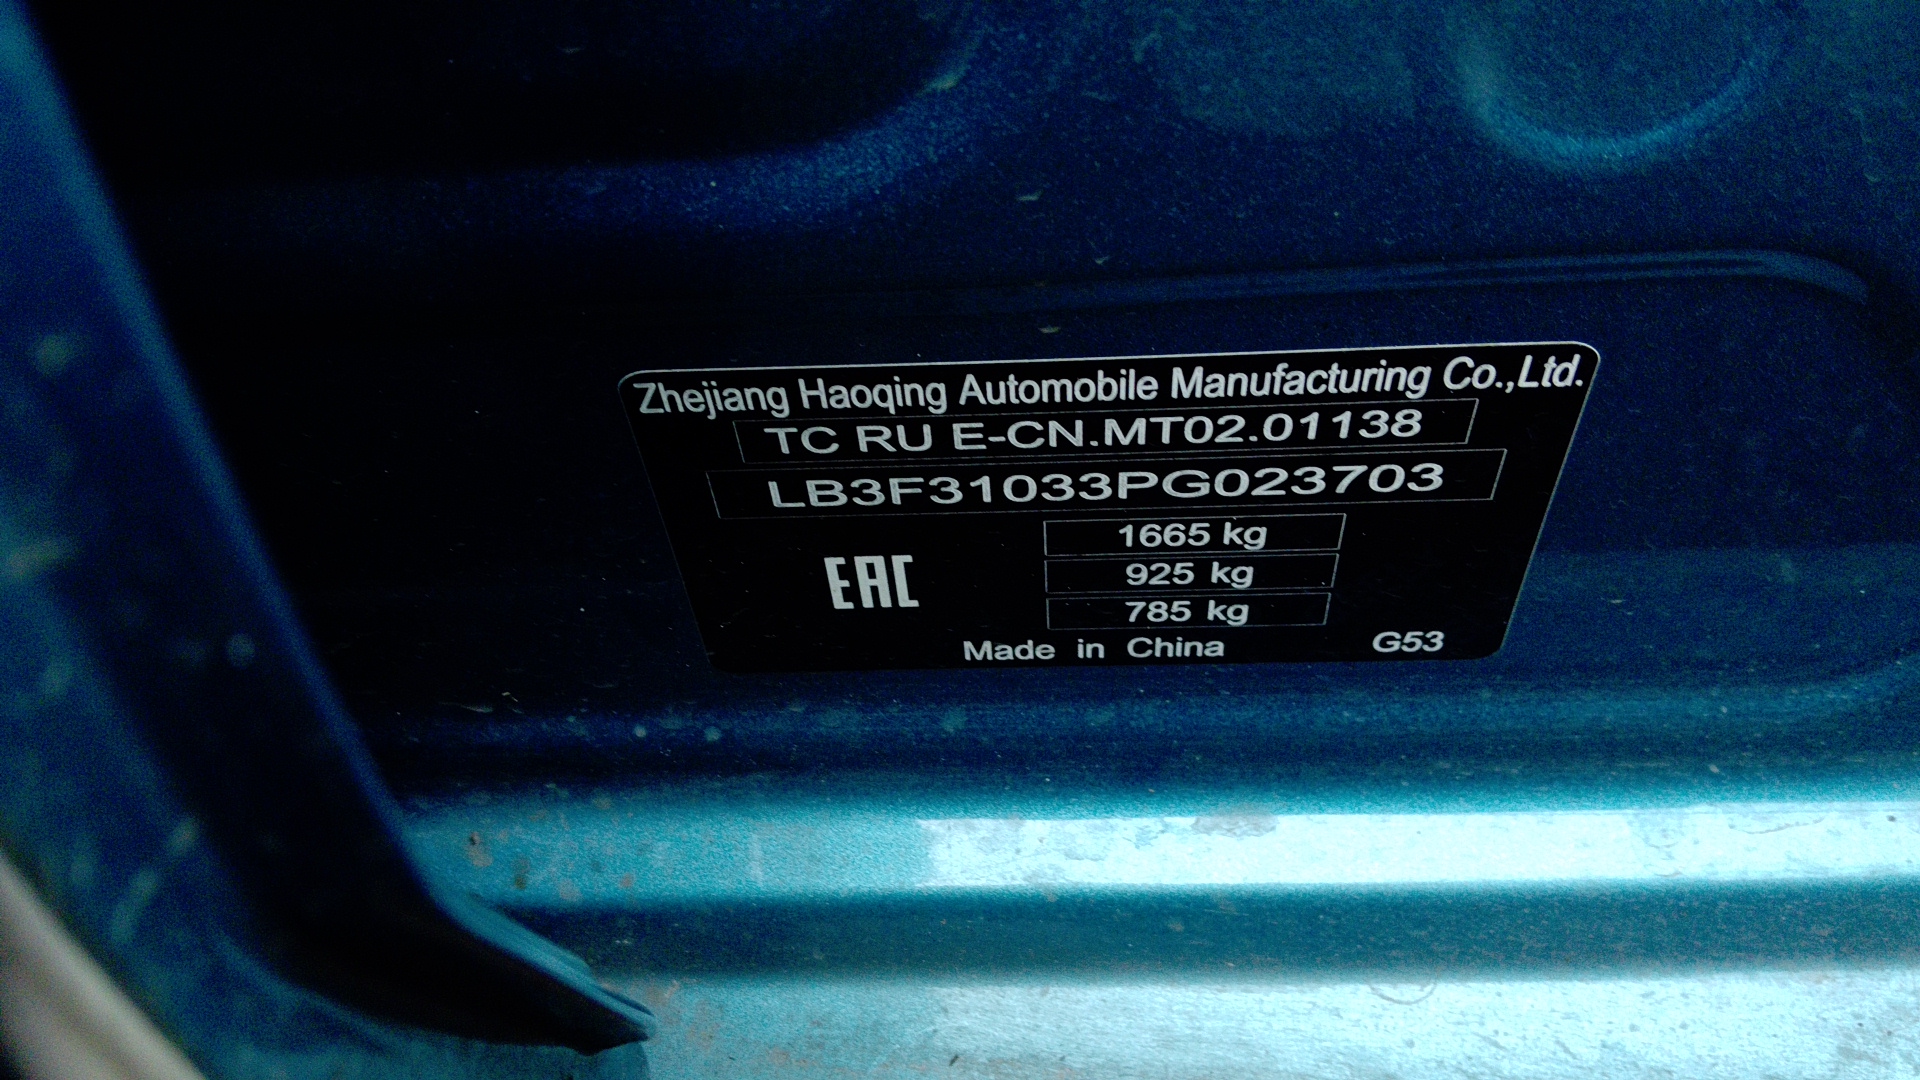 Zhejiang Haoqing Automobile Manufacturing Co.,Ltd.
TC RU E-CN.MT02.01138
LB3F31033PG023703
1665 kg
EAC
925 kg
785 kg
Made in China G53